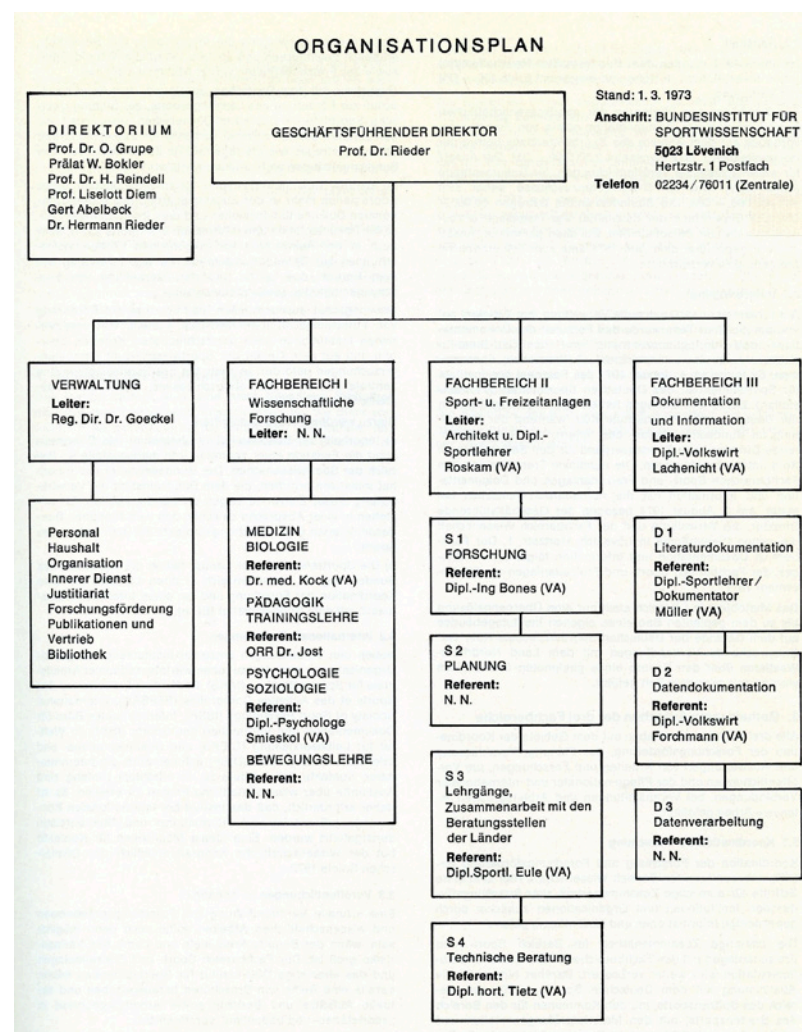 ORGANISATIONSPLAN
Stand: 1. 3. 1973
Anschrift: BUNDESINSTITUT FÜR
SPORTWISSENSCHAFT
5023 Lövenich
Hertzstr. 1 Postfach
Telefon 02234/76011 (Zentrale)
DIREKTORIUM
Prof. Dr. O. Grupe
Prälat W. Bokler
Prof. Dr. H. Reindell
Prof. Liselott Diem
Gert Abelbeck
Dr. Hermann Rieder
GESCHÄFTSFÜHRENDER DIREKTOR
Prof. Dr. Rieder
VERWALTUNG
Leiter:
Reg. Dir. Dr. Goeckel
Personal
Haushalt
Organisation
Innerer Dienst
Justitiariat
Forschungsförderung
Publikationen und
Vertrieb
Bibliothek
FACHBEREICH I
Wissenschaftliche
Forschung
Leiter: N. N.
MEDIZIN
BIOLOGIE
Referent:
Dr. med. Kock (VA)
PÄDAGOGIK
TRAININGSLEHRE
Referent:
ORR Dr. Jost
PSYCHOLOGIE
SOZIOLOGIE
Referent:
Dipl.-Psychologe
Smieskol (VA)
BEWEGUNGSLEHRE
Referent:
N. N.
FACHBEREICH II
Sport- u. Freizeitanlagen
Leiter:
Architekt u. Dipl.-
Sportlehrer
Roskam (VA)
S 1
FORSCHUNG
Referent:
Dipl.-Ing Bones (VA)
S 2
PLANUNG
Referent:
N. N.
S 3
Lehrgänge,
Zusammenarbeit mit den
Beratungsstellen
der Länder
Referent:
Dipl.Sportl. Eule (VA)
S 4
Technische Beratung
Referent:
Dipl. hort. Tietz (VA)
FACHBEREICH III
Dokumentation
und Information
Leiter:
Dipl.-Volkswirt
Lachenicht (VA)
D 1
Literaturdokumentation
Referent:
Dipl.-Sportlehrer/
Dokumentator
Müller (VA)
D 2
Datendokumentation
Referent:
Dipl.-Volkswirt
Forchmann (VA)
D 3
Datenverarbeitung
Referent:
N. N.